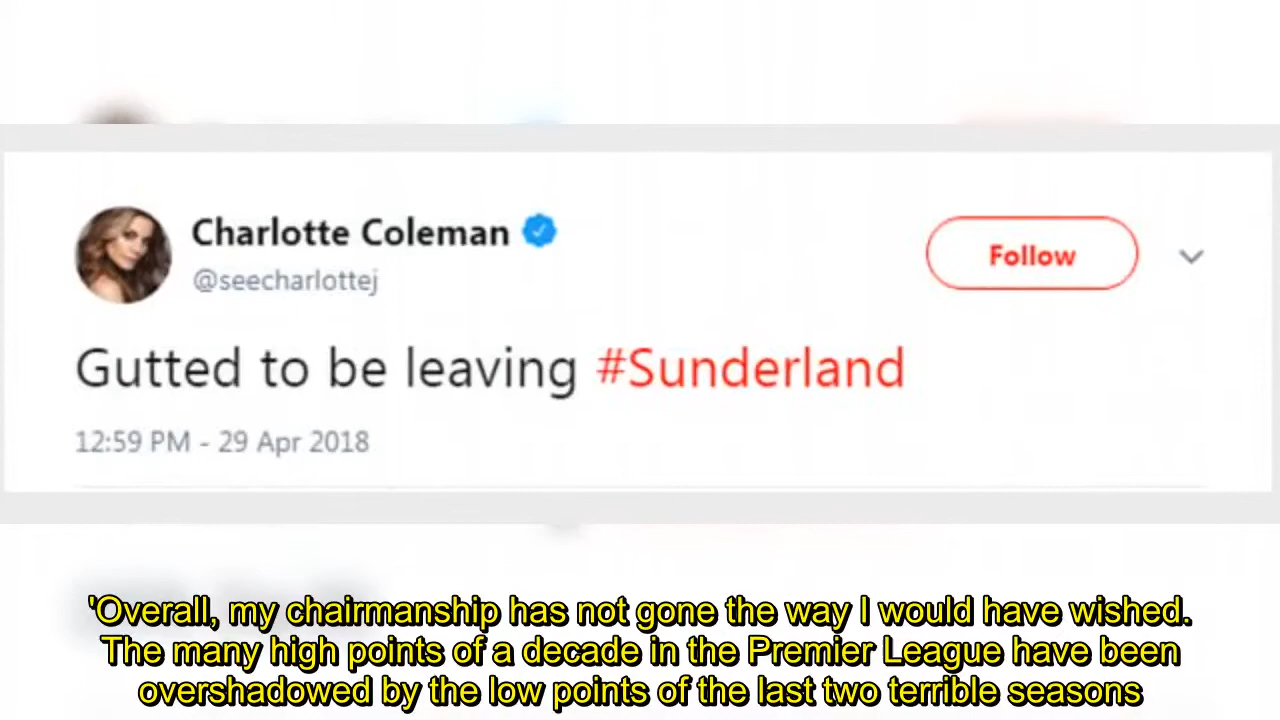 Charlotte Coleman
@seecharlottej
Follow
Gutted to be leaving #Sunderland
12:59 PM - 29 Apr 2018
'Overall, my chairmanship has not gone the way I would have wished.
The many high points of a decade in the Premier League have been
overshadowed by the low points of the last two terrible seasons